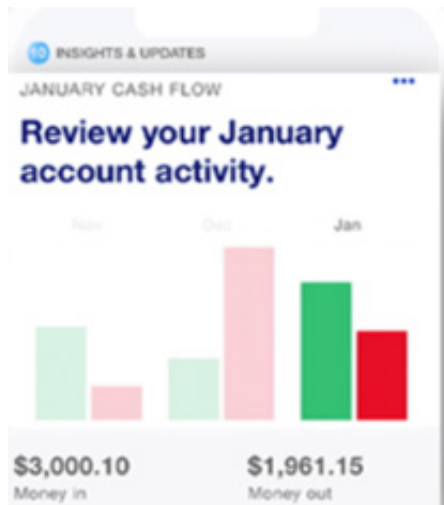 10 INSIGHTS & UPDATES
JANUARY CASH FLOW
Review your January
account activity.
Nov Dec Jan
$3,000.10 $1,961.15
Money in Money out